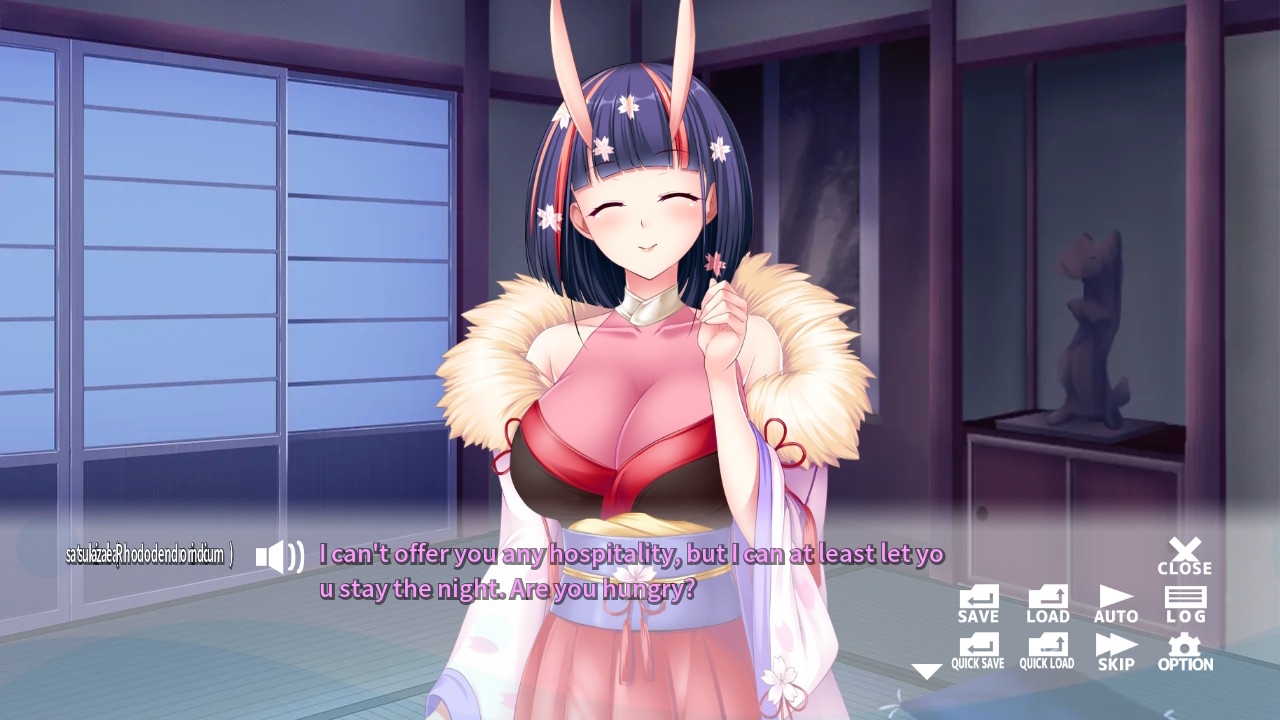 I can't offer you any hospitality, but I can at least let yo
u stay the night. Are you hungry?
CLOSE
SAVE LOAD AUTO LOG
QUICK SAVE QUICK LOAD SKIP OPTION